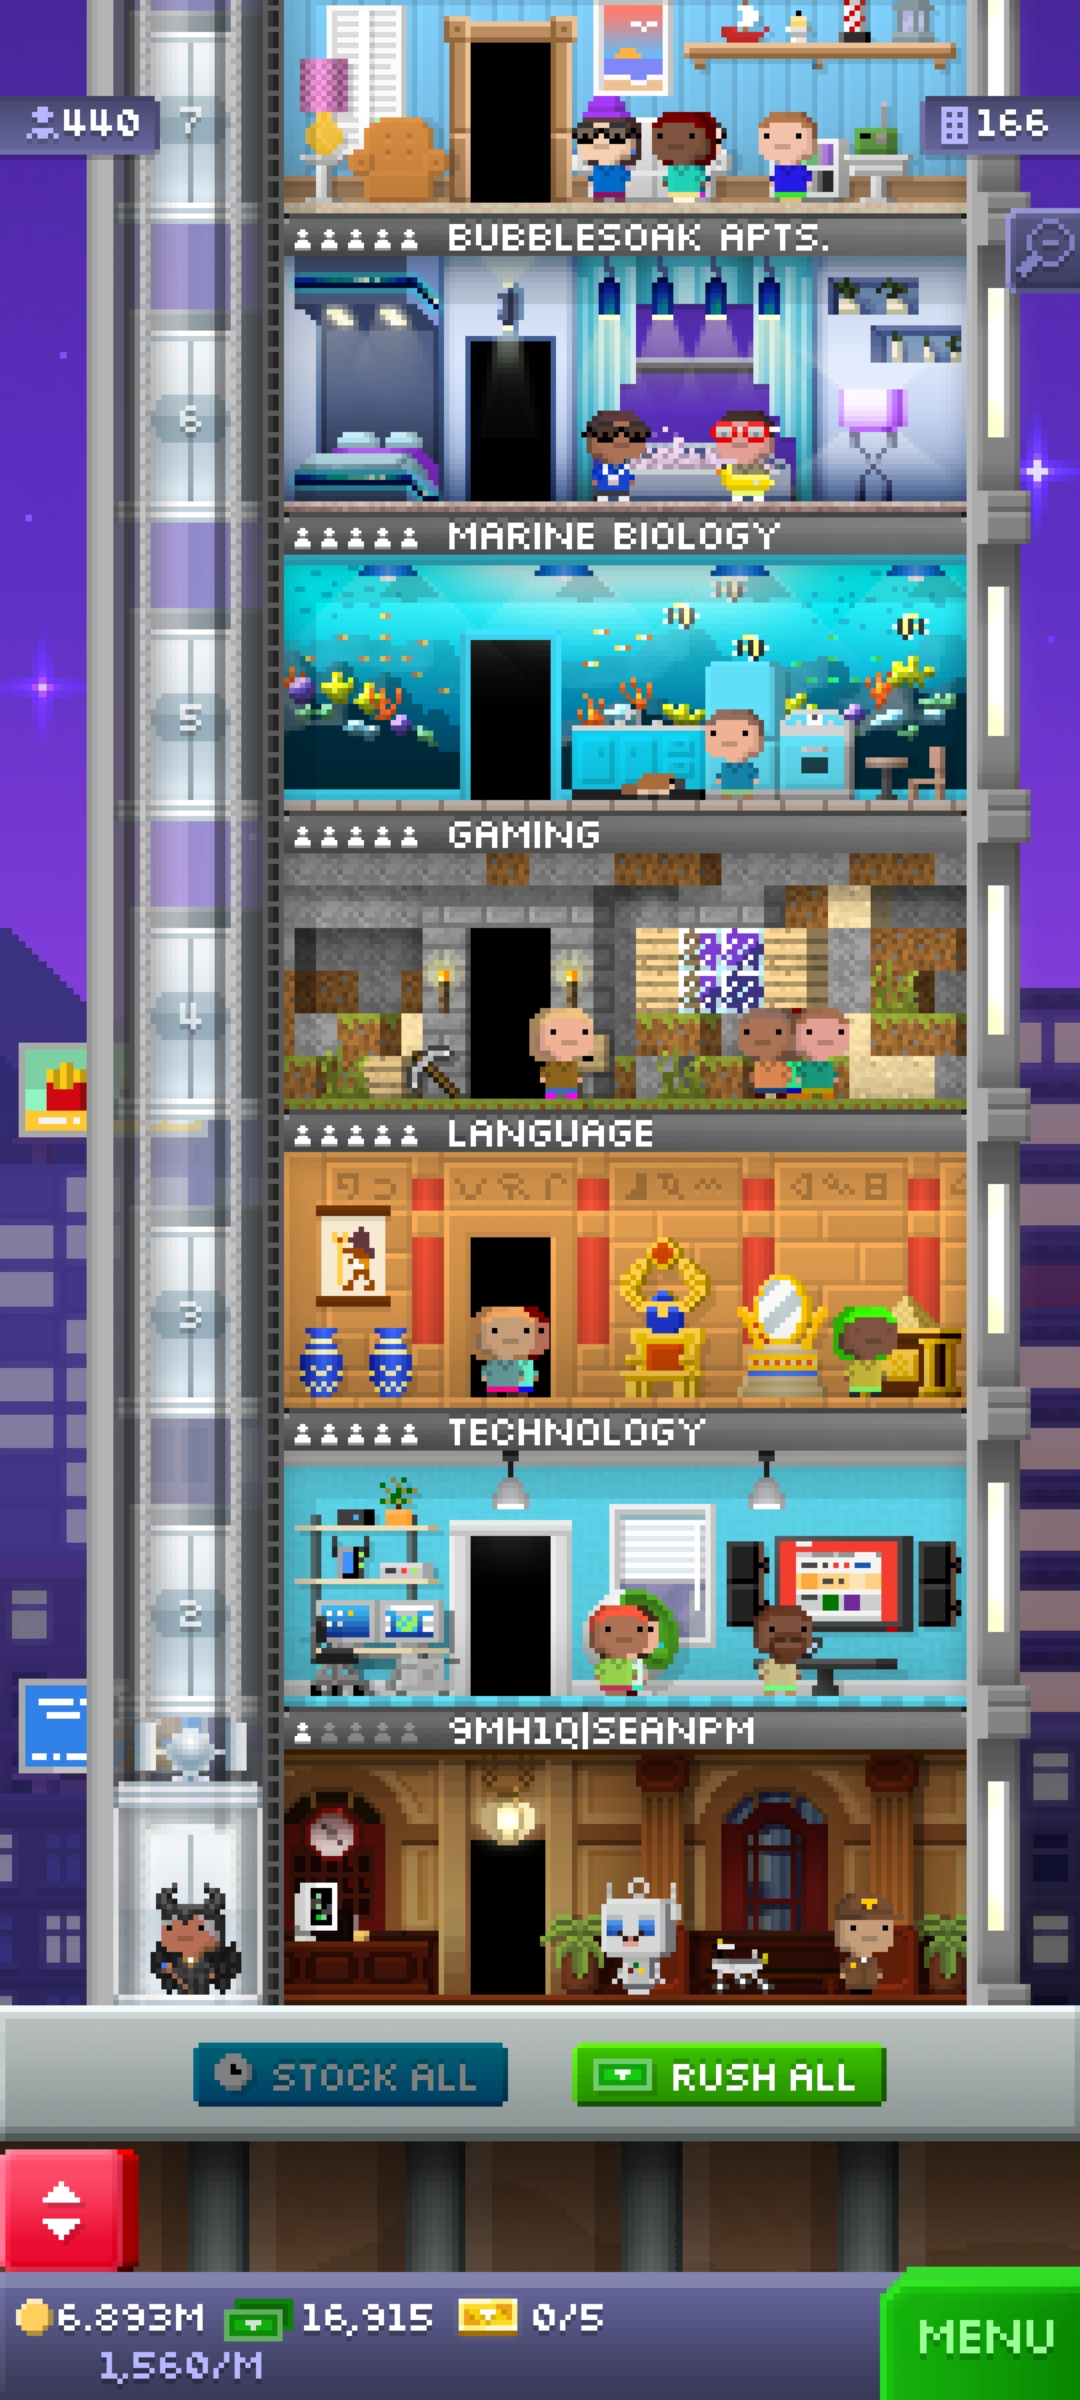 440
7
166
BUBBLESOAK APTS.
6
MARINE BIOLOGY
5
GAMING
4
LANGUAGE
3
TECHNOLOGY
2
9MH1Q|SEANPM
STOCK ALL
RUSH ALL
6.893M
16,915
0/5
1,560/M
MENU